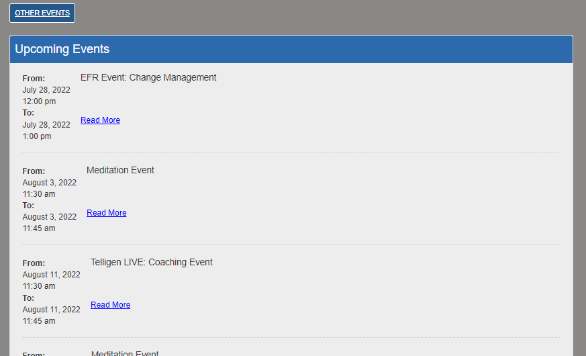 OTHER EVENTS
Upcoming Events
From:
July 28, 2022
12:00 pm
To:
July 28, 2022
1:00 pm
EFR Event: Change Management
Read More
From:
August 3, 2022
11:30 am
To:
August 3, 2022
11:45 am
Meditation Event
Read More
From:
August 11, 2022
11:30 am
To:
August 11, 2022
11:45 am
Telligen LIVE: Coaching Event
Read More
From:
Meditation Event